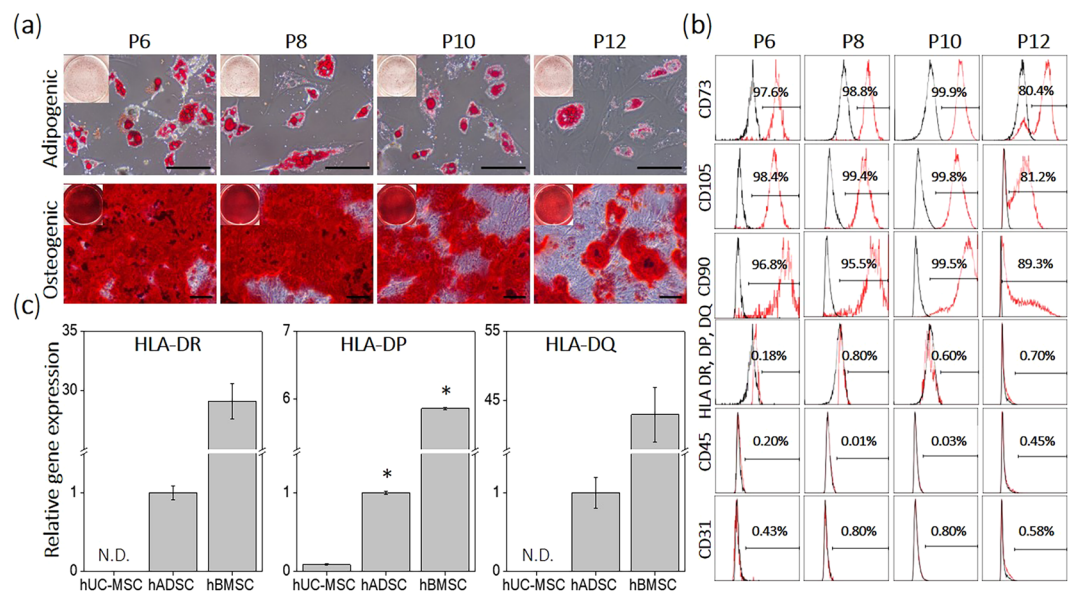 (a)
P6 P8 P10 P12
Adipogenic
Osteogenic
(b)
P6 P8 P10 P12
CD73
97.6% 98.8% 99.9% 80.4%
CD105
98.4% 99.4% 99.8% 81.2%
CD90
96.8% 95.5% 99.5% 89.3%
HLA DR, DP, DQ
0.18% 0.80% 0.60% 0.70%
CD45
0.20% 0.01% 0.03% 0.45%
CD31
0.43% 0.80% 0.80% 0.58%
(c)
Relative gene expression
HLA-DR
35
30
1
0
N.D.
hUC-MSC hADSC hBMSC
HLA-DP
7
6
1
0
* *
hUC-MSC hADSC hBMSC
HLA-DQ
55
45
1
0
N.D.
hUC-MSC hADSC hBMSC